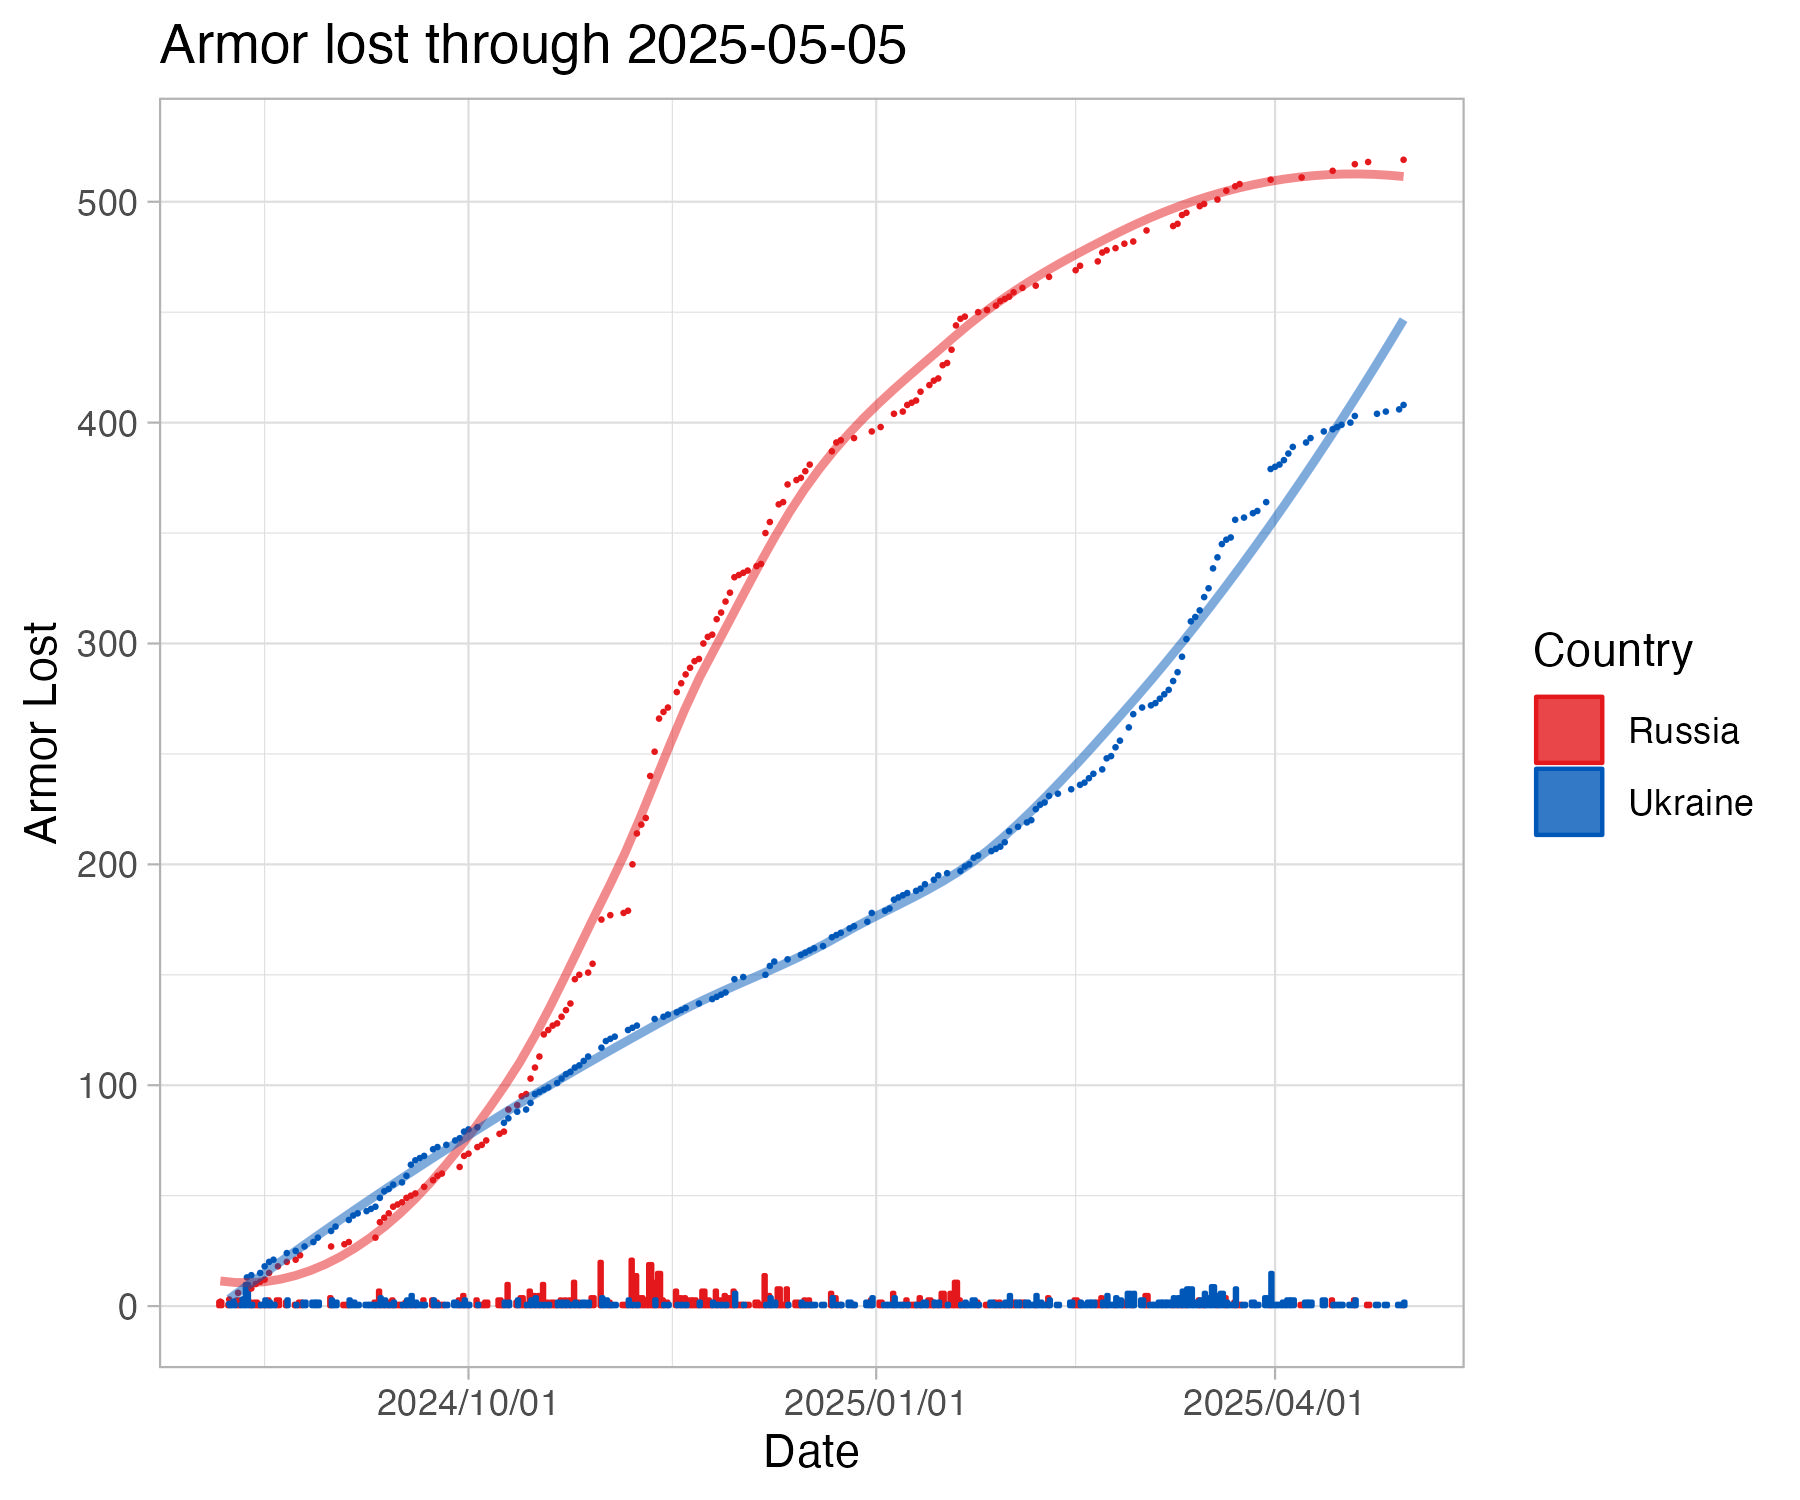 Armor lost through 2025-05-05
Armor Lost
500
400
300
200
100
0
2024/10/01
2025/01/01
2025/04/01
Date
Country
Russia
Ukraine